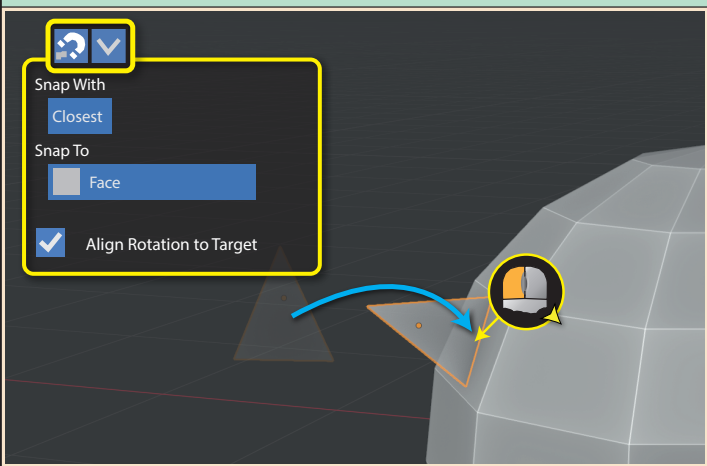 Snap With
Closest
Snap To
Face
Align Rotation to Target